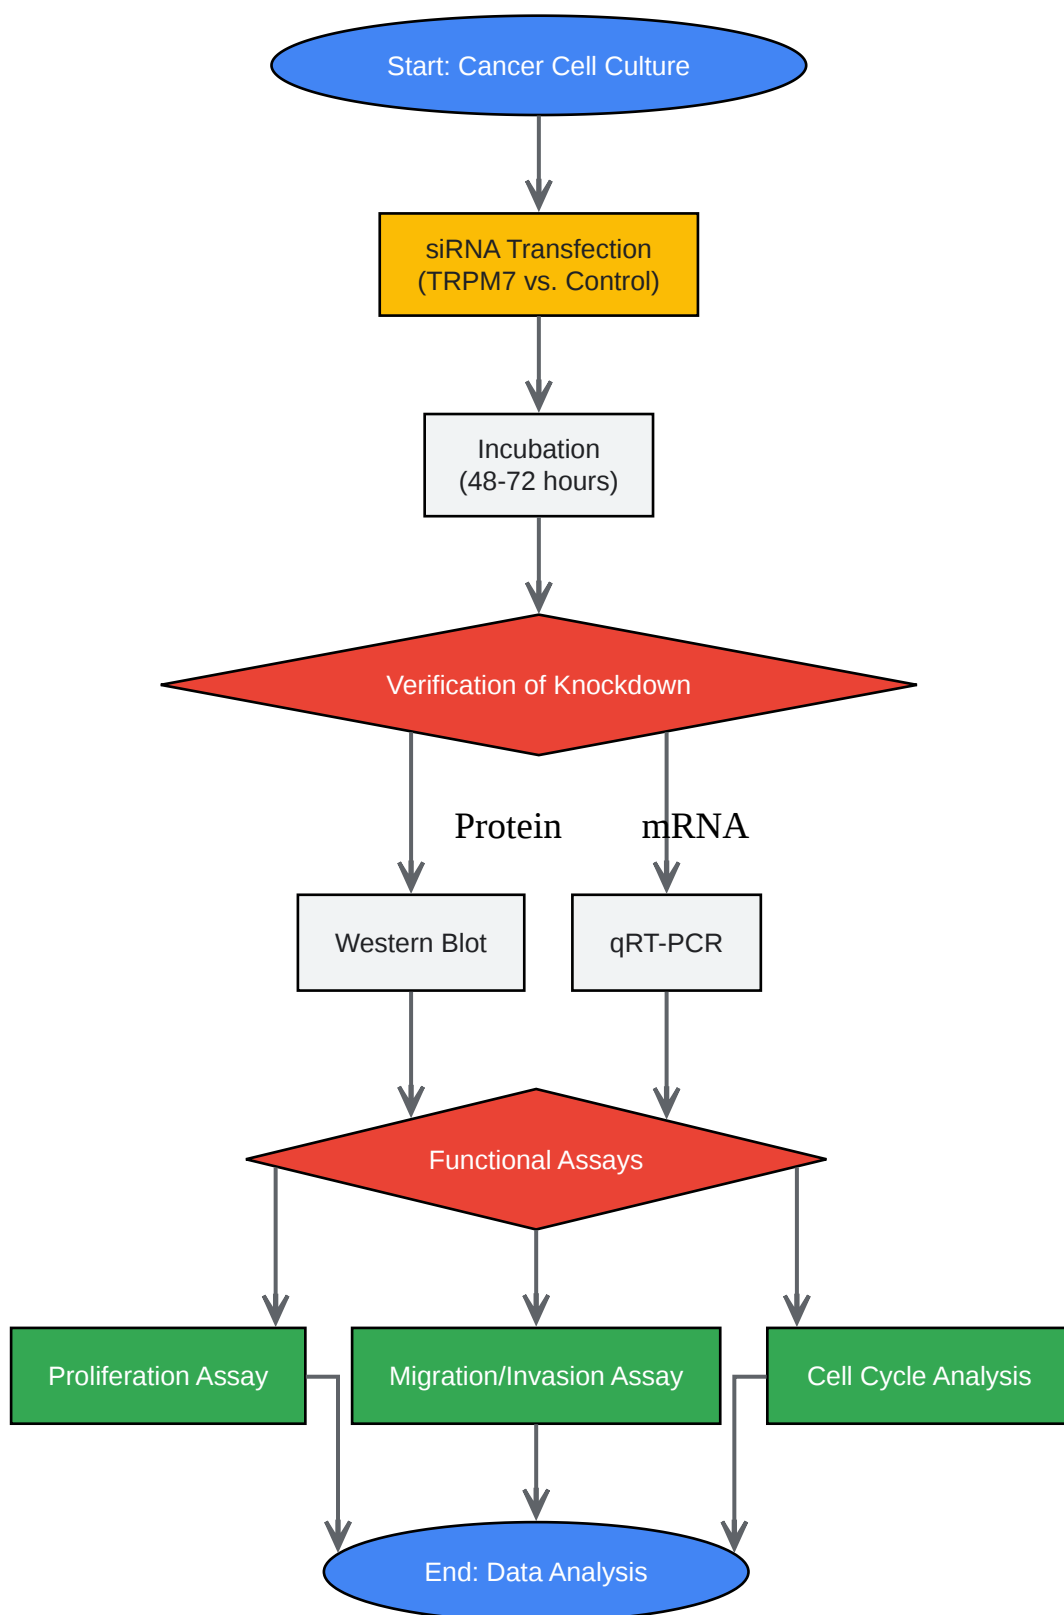 Start: Cancer Cell Culture
siRNA Transfection
(TRPM7 vs. Control)
Incubation
(48-72 hours)
Verification of Knockdown
Protein
mRNA
Western Blot
qRT-PCR
Functional Assays
Proliferation Assay
Migration/Invasion Assay
Cell Cycle Analysis
End: Data Analysis